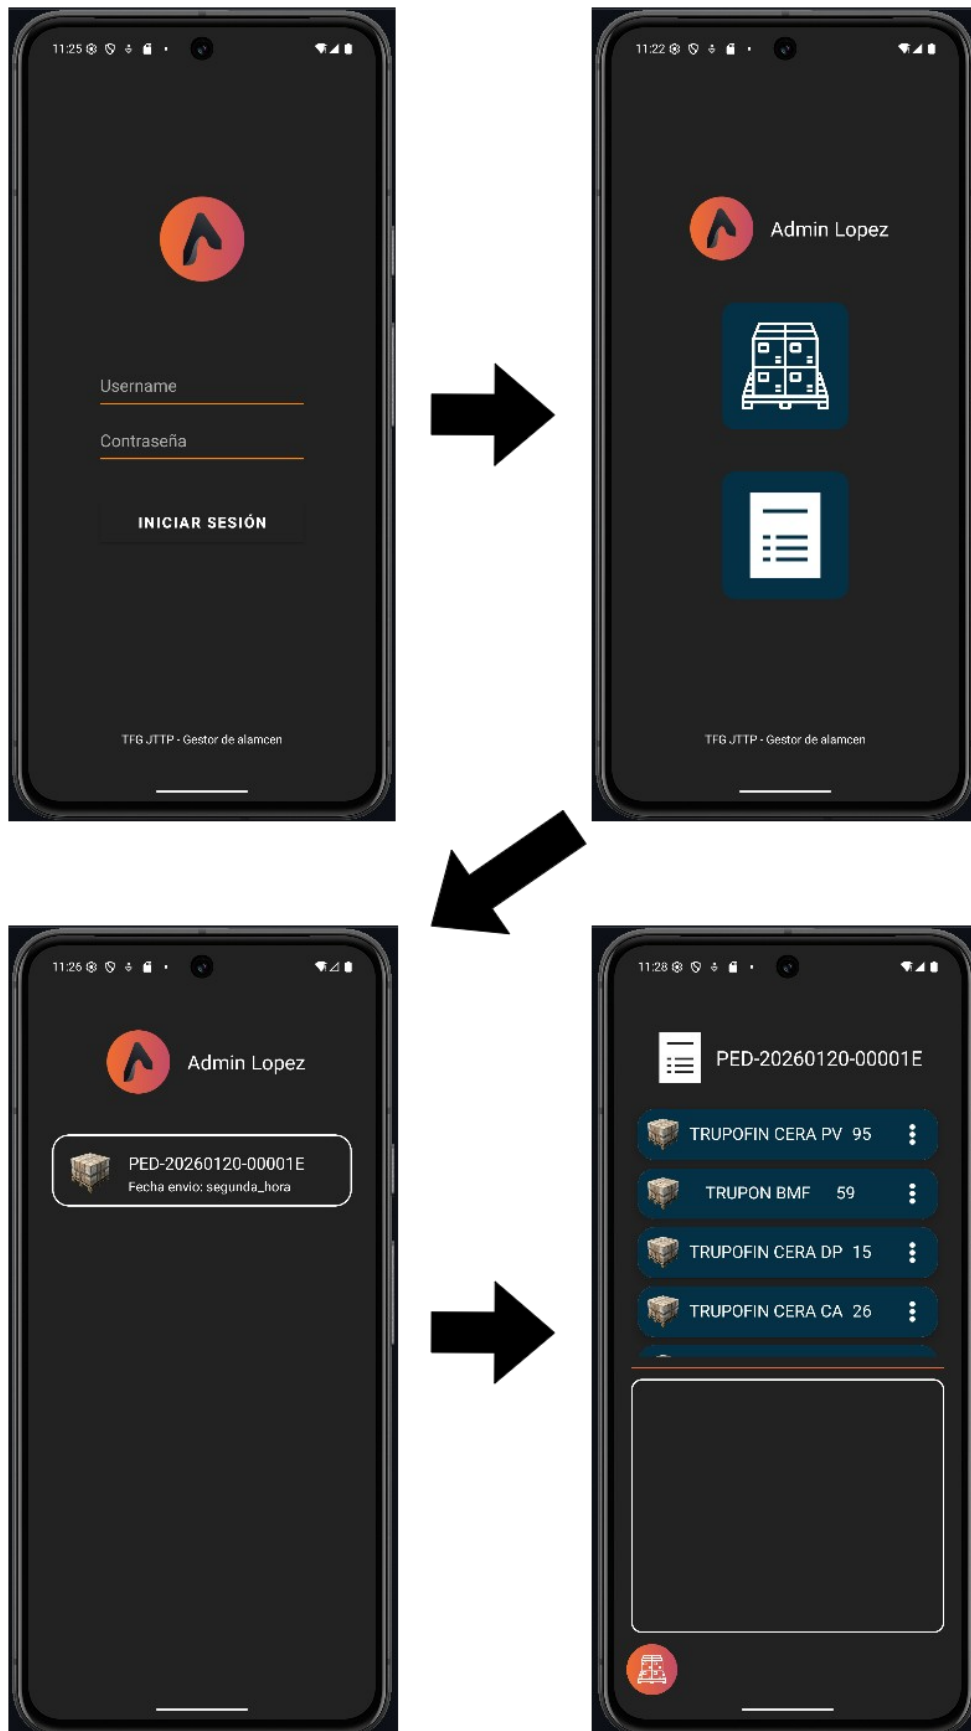 11:25
Username
Contraseña
INICIAR SESIÓN
TFG JTTP - Gestor de alamcen
11:22
Admin Lopez
TFG JTTP - Gestor de alamcen
11:26
Admin Lopez
PED-20260120-00001E
Fecha envio: segunda_hora
11:28
PED-20260120-00001E
TRUPOFIN CERA PV 95
TRUPON BMF 59
TRUPOFIN CERA DP 15
TRUPOFIN CERA CA 26